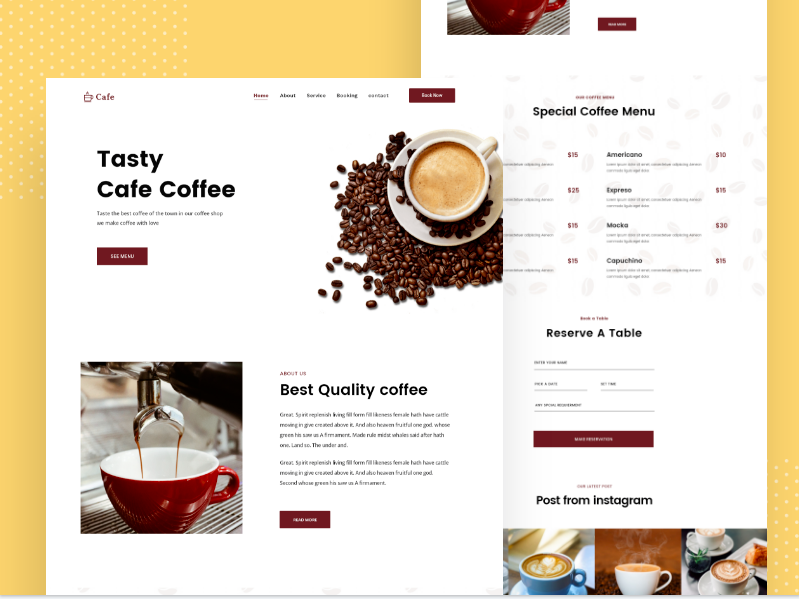 Cafe
Home About Service Booking contact Book Now
Tasty
Cafe Coffee
Taste the best coffee of the town in our coffee shop
we make coffee with love
SEE MENU
ABOUT US
Best Quality coffee
Great. Spirit replenish living fill form fill likeness female hath have cattle
moving in give created above it. And also heaven fruitful one god. whose
green his saw us A firmament. Made rule midst whales said after hath
one. Land so. The under and.
Great. Spirit replenish living fill form fill likeness female hath have cattle
moving in give created above it. And also heaven fruitful one god.
Second whose green his saw us A firmament.
READ MORE
READ MORE
OUR COFFEE MENU
Special Coffee Menu
$15
Americano $10
$25
Expreso $15
$15
Mocka $30
$15
Capuchino $15
Book a Table
Reserve A Table
ENTER YOUR NAME
PICK A DATE SET TIME
ANY SPECIAL REQUIREMENT
MAKE RESERVATION
OUR LATEST POST
Post from instagram